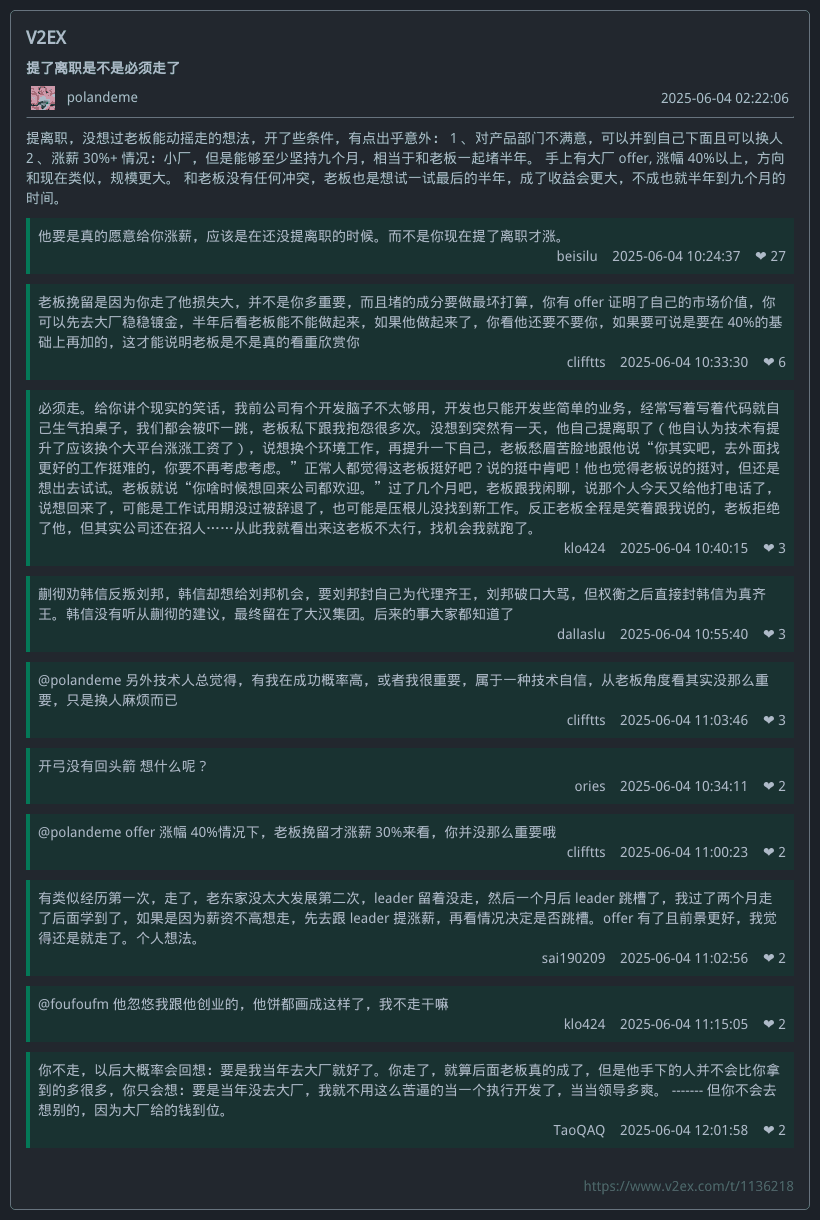 V2EX
提了离职是不是必须走了
polandeme 2025-06-04 02:22:06
提离职，没想过老板能动摇走的想法，开了些条件，有点出乎意外： 1 、对产品部门不满意，可以并到自己下面且可以换人
2 、涨薪 30%+ 情况：小厂，但是能够至少坚持九个月，相当于和老板一起堵半年。 手上有大厂 offer, 涨幅 40%以上，方向
和现在类似，规模更大。 和老板没有任何冲突，老板也是想试一试最后的半年，成了收益会更大，不成也就半年到九个月的
时间。
他要是真的愿意给你涨薪，应该是在还没提离职的时候。而不是你现在提了离职才涨。
beisilu 2025-06-04 10:24:37 ❤ 27
老板挽留是因为你走了他损失大，并不是你多重要，而且堵的成分要做最坏打算，你有 offer 证明了自己的市场价值，你
可以先去大厂稳稳镀金，半年后看老板能不能做起来，如果他做起来了，你看他还要不要你，如果要可说是要在 40%的基
础上再加的，这才能说明老板是不是真的看重欣赏你
clifftts 2025-06-04 10:33:30 ❤ 6
必须走。给你讲个现实的笑话，我前公司有个开发脑子不太够用，开发也只能开发些简单的业务，经常写着写着代码就自
己生气拍桌子，我们都会被吓一跳，老板私下跟我抱怨很多次。没想到突然有一天，他自己提离职了（他自认为技术有提
升了应该换个大平台涨涨工资了），说想换个环境工作，再提升一下自己，老板愁眉苦脸地跟他说“你其实吧，去外面找
更好的工作挺难的，你要不再考虑考虑。”正常人都觉得这老板挺好吧？说的挺中肯吧！他也觉得老板说的挺对，但还是
想出去试试。老板就说“你啥时候想回来公司都欢迎。”过了几个月吧，老板跟我闲聊，说那个人今天又给他打电话了，
说想回来了，可能是工作试用期没过被辞退了，也可能是压根儿没找到新工作。反正老板全程是笑着跟我说的，老板拒绝
了他，但其实公司还在招人⋯⋯从此我就看出来这老板不太行，找机会我就跑了。
klo424 2025-06-04 10:40:15 ❤ 3
蒯彻劝韩信反叛刘邦，韩信却想给刘邦机会，要刘邦封自己为代理齐王，刘邦破口大骂，但权衡之后直接封韩信为真齐
王。韩信没有听从蒯彻的建议，最终留在了大汉集团。后来的事大家都知道了
dallaslu 2025-06-04 10:55:40 ❤ 3
@polandeme 另外技术人总觉得，有我在成功概率高，或者我很重要，属于一种技术自信，从老板角度看其实没那么重
要，只是换人麻烦而已
clifftts 2025-06-04 11:03:46 ❤ 3
开弓没有回头箭 想什么呢？
ories 2025-06-04 10:34:11 ❤ 2
@polandeme offer 涨幅 40%情况下，老板挽留才涨薪 30%来看，你并没那么重要哦
clifftts 2025-06-04 11:00:23 ❤ 2
有类似经历第一次，走了，老东家没太大发展第二次，leader 留着没走，然后一个月后 leader 跳槽了，我过了两个月走
了后面学到了，如果是因为薪资不高想走，先去跟 leader 提涨薪，再看情况决定是否跳槽。offer 有了且前景更好，我觉
得还是就走了。个人想法。
sai190209 2025-06-04 11:02:56 ❤ 2
@foufoufm 他忽悠我跟他创业的，他饼都画成这样了，我不走干嘛
klo424 2025-06-04 11:15:05 ❤ 2
你不走，以后大概率会回想：要是我当年去大厂就好了。你走了，就算后面老板真的成了，但是他手下的人并不会比你拿
到的多很多，你只会想：要是当年没去大厂，我就不用这么苦逼的当一个执行开发了，当当领导多爽。 ------- 但你不会去
想别的，因为大厂给的钱到位。
TaoQAQ 2025-06-04 12:01:58 ❤ 2
https://www.v2ex.com/t/1136218